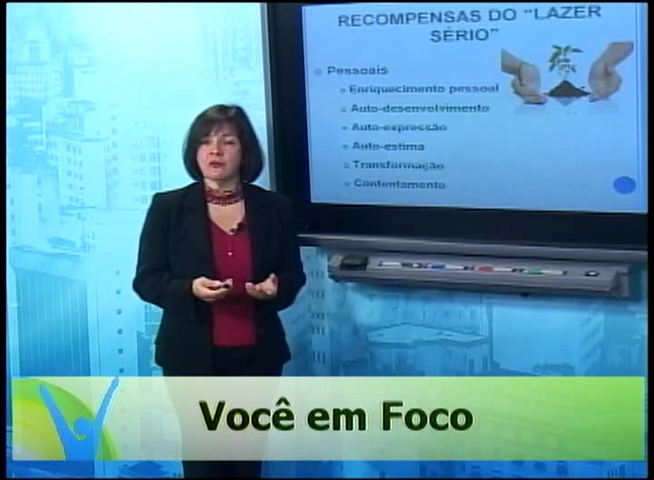 RECOMPENSAS DO "LAZER
SÉRIO"
Pessoais
Enriquecimento pessoal
Auto-desenvolvimento
Auto-expressão
Auto-estima
Transformação
Contentamento
Você em Foco